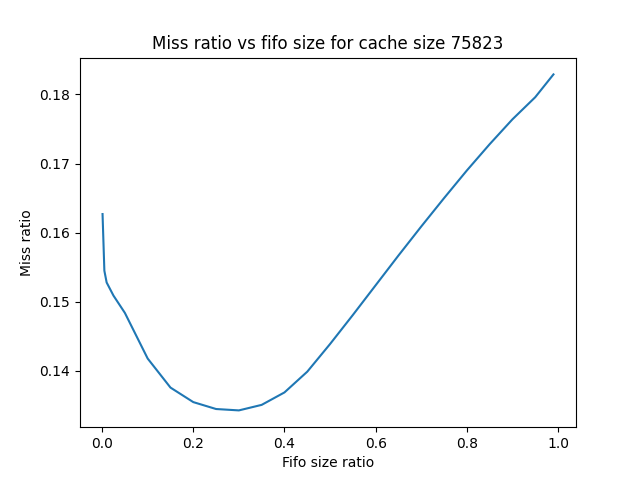 Miss ratio vs fifo size for cache size 75823
0.18
0.17
0.16
0.15
0.14
Miss ratio
0.0 0.2 0.4 0.6 0.8 1.0
Fifo size ratio